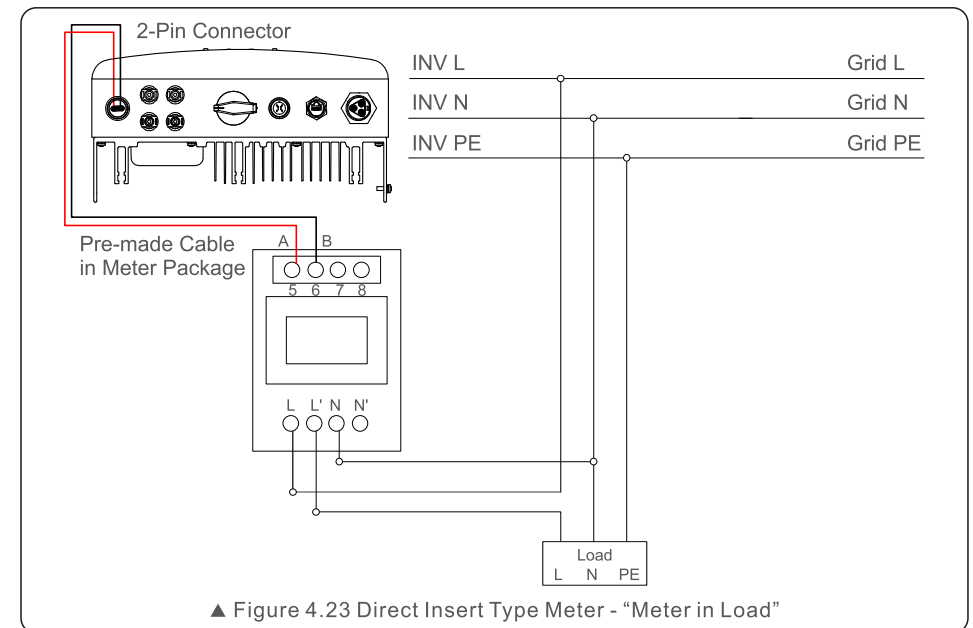 2-Pin Connector
INV L Grid L
INV N Grid N
INV PE Grid PE
Pre-made Cable
in Meter Package
A B
5 6 7 8
L L' N N'
Load
L N PE
▲ Figure 4.23 Direct Insert Type Meter - “Meter in Load”